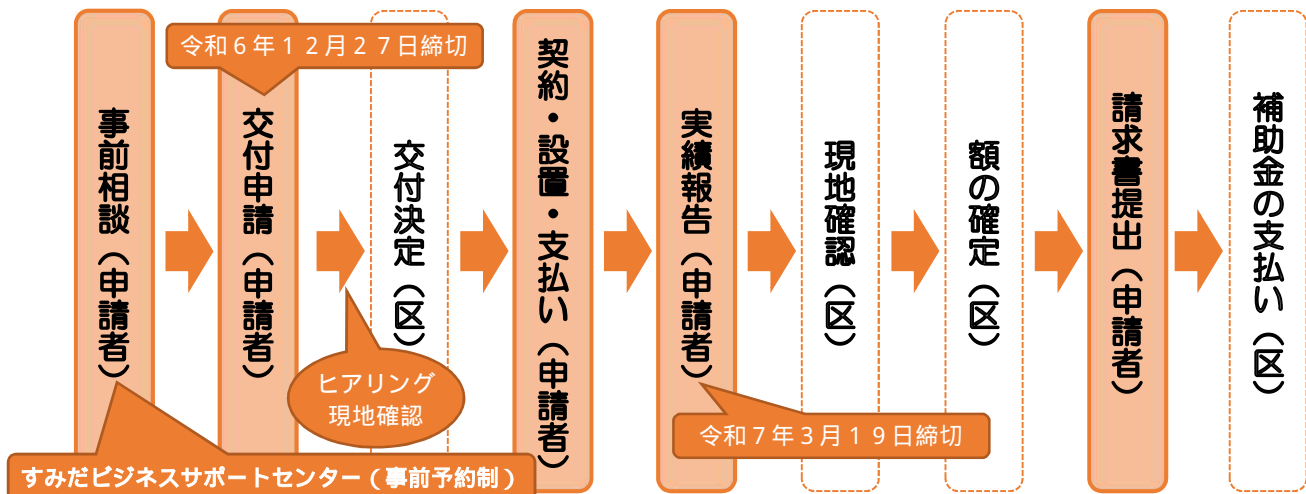 事前相談（申請者）
すみだビジネスサポートセンター（事前予約制）
令和６年１２月２７日締切
交付申請（申請者）
ヒアリング
現地確認
交付決定（区）
契約・設置・支払い（申請者）
実績報告（申請者）
令和７年３月１９日締切
現地確認（区）
額の確定（区）
請求書提出（申請者）
補助金の支払い（区）